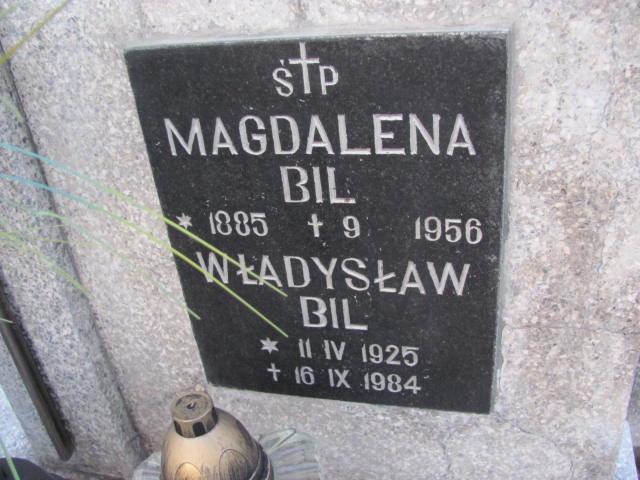 Ś✝P
MAGDALENA
BIL
* 1885 ✝ 9 1956
WŁADYSŁAW
BIL
* 11 IV 1925
✝ 16 IX 1984